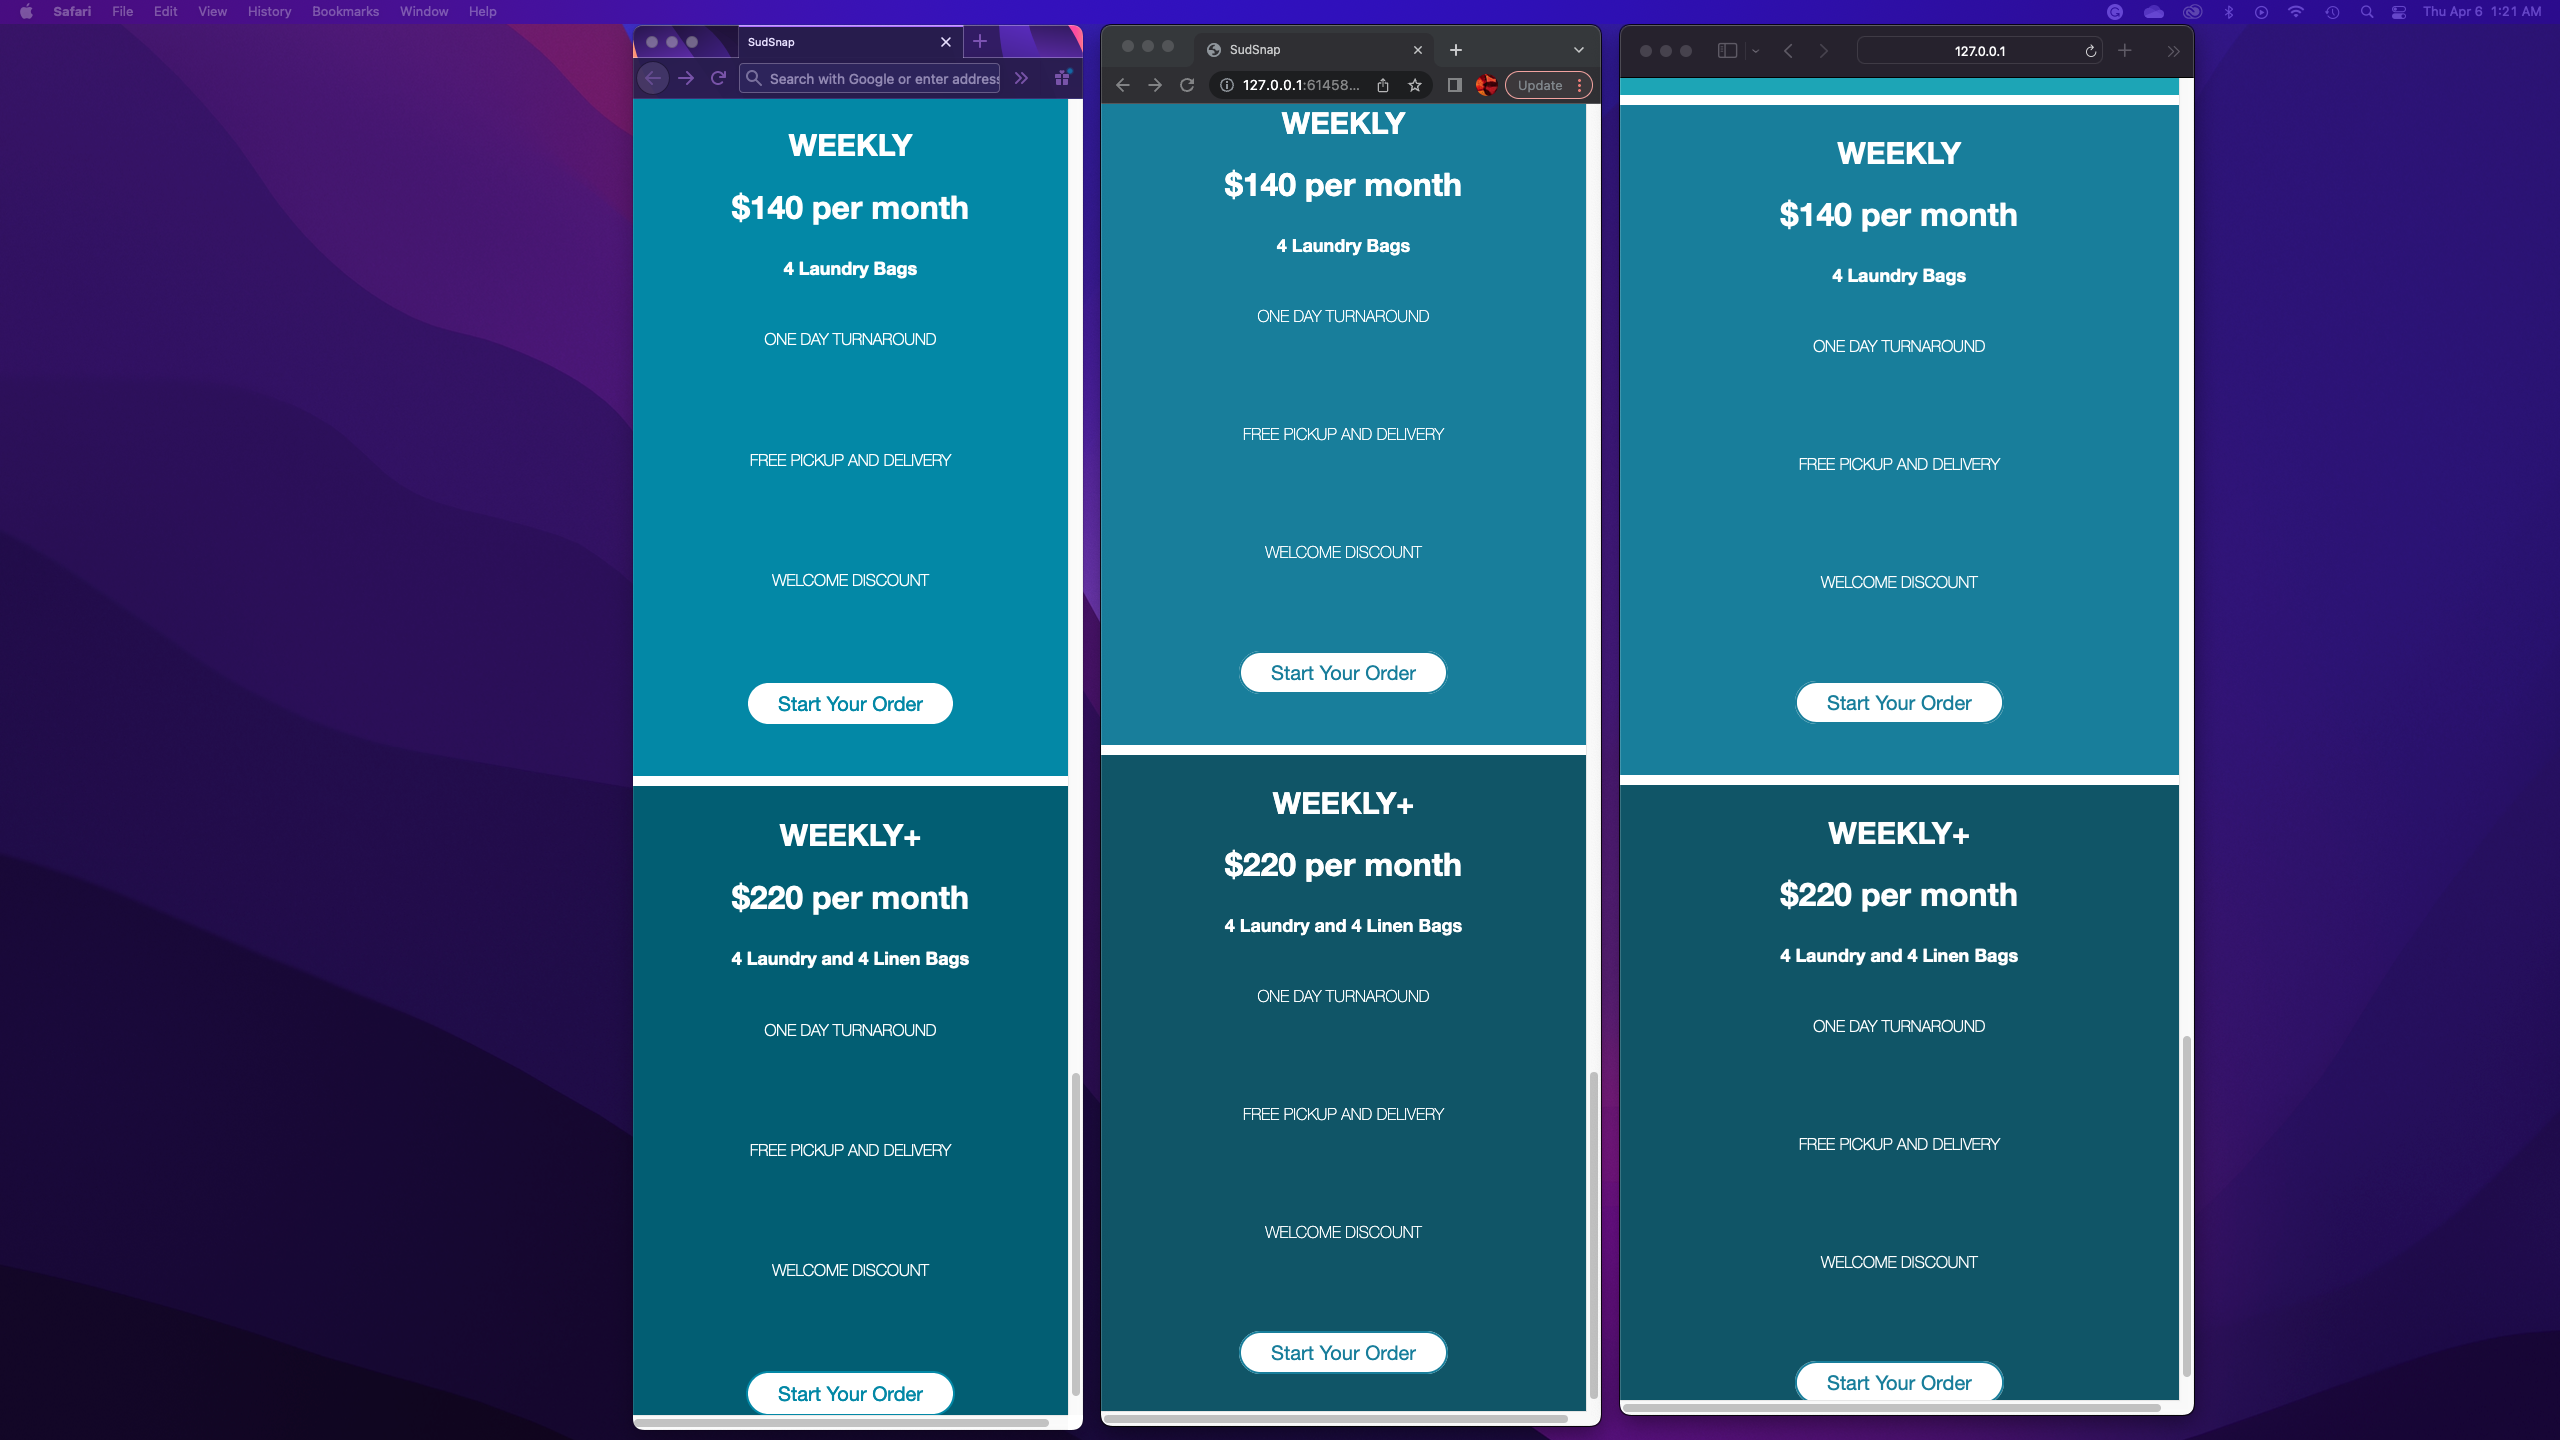 Safari File Edit View History Bookmarks Window Help
Thu Apr 6 1:21 AM
SudSnap
Search with Google or enter address
WEEKLY
$140 per month
4 Laundry Bags
ONE DAY TURNAROUND
FREE PICKUP AND DELIVERY
WELCOME DISCOUNT
Start Your Order
WEEKLY+
$220 per month
4 Laundry and 4 Linen Bags
ONE DAY TURNAROUND
FREE PICKUP AND DELIVERY
WELCOME DISCOUNT
Start Your Order
SudSnap
127.0.0.1:61458...
Update
WEEKLY
$140 per month
4 Laundry Bags
ONE DAY TURNAROUND
FREE PICKUP AND DELIVERY
WELCOME DISCOUNT
Start Your Order
WEEKLY+
$220 per month
4 Laundry and 4 Linen Bags
ONE DAY TURNAROUND
FREE PICKUP AND DELIVERY
WELCOME DISCOUNT
Start Your Order
127.0.0.1
WEEKLY
$140 per month
4 Laundry Bags
ONE DAY TURNAROUND
FREE PICKUP AND DELIVERY
WELCOME DISCOUNT
Start Your Order
WEEKLY+
$220 per month
4 Laundry and 4 Linen Bags
ONE DAY TURNAROUND
FREE PICKUP AND DELIVERY
WELCOME DISCOUNT
Start Your Order